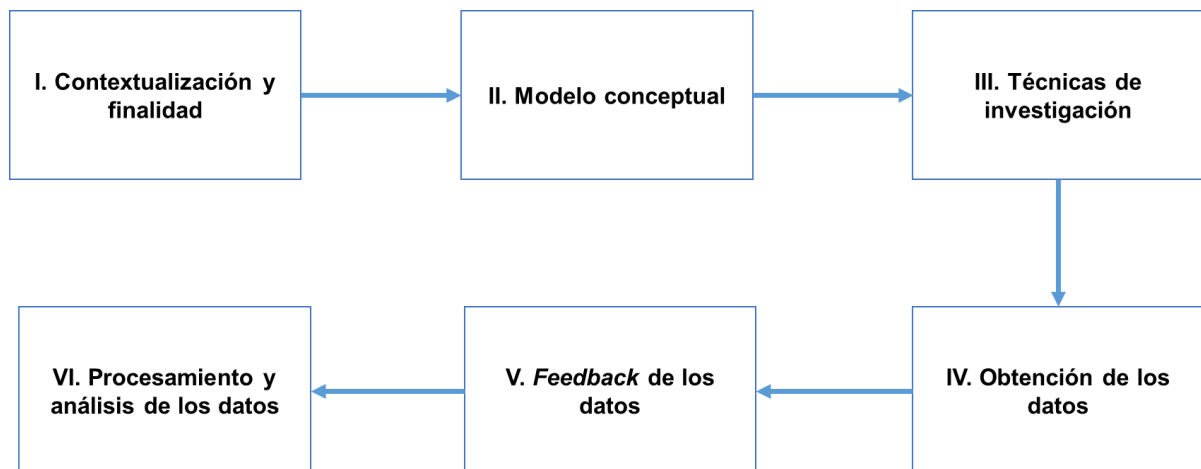 I. Contextualización y
finalidad
II. Modelo conceptual
III. Técnicas de
investigación
IV. Obtención de los
datos
V. Feedback de los
datos
VI. Procesamiento y
análisis de los datos